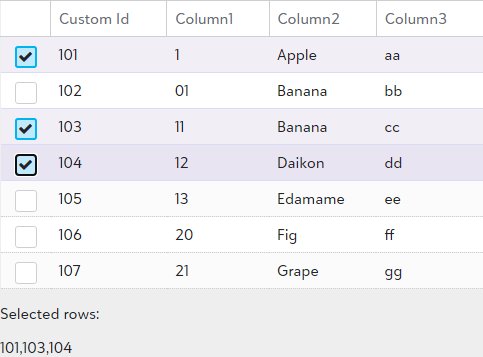 Custom Id Column1 Column2 Column3
101 1 Apple aa
102 01 Banana bb
103 11 Banana cc
104 12 Daikon dd
105 13 Edamame ee
106 20 Fig ff
107 21 Grape gg
Selected rows:
101,103,104